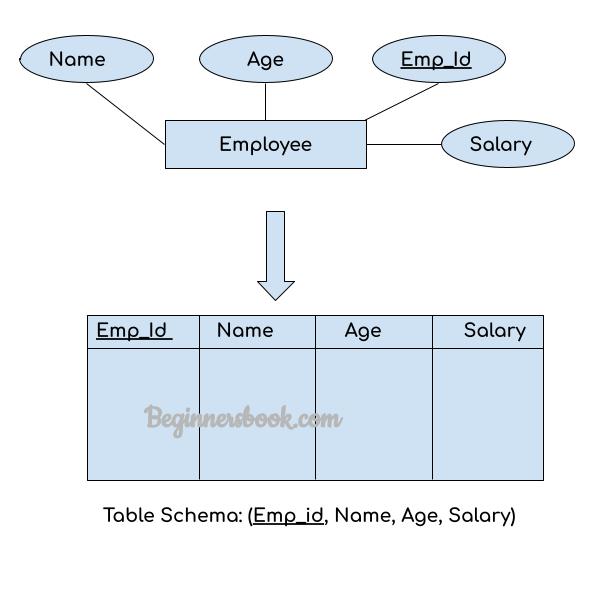 Name
Age
Emp_Id
Employee
Salary
Emp_Id Name Age Salary
Beginnersbook.com
Table Schema: (Emp_id, Name, Age, Salary)